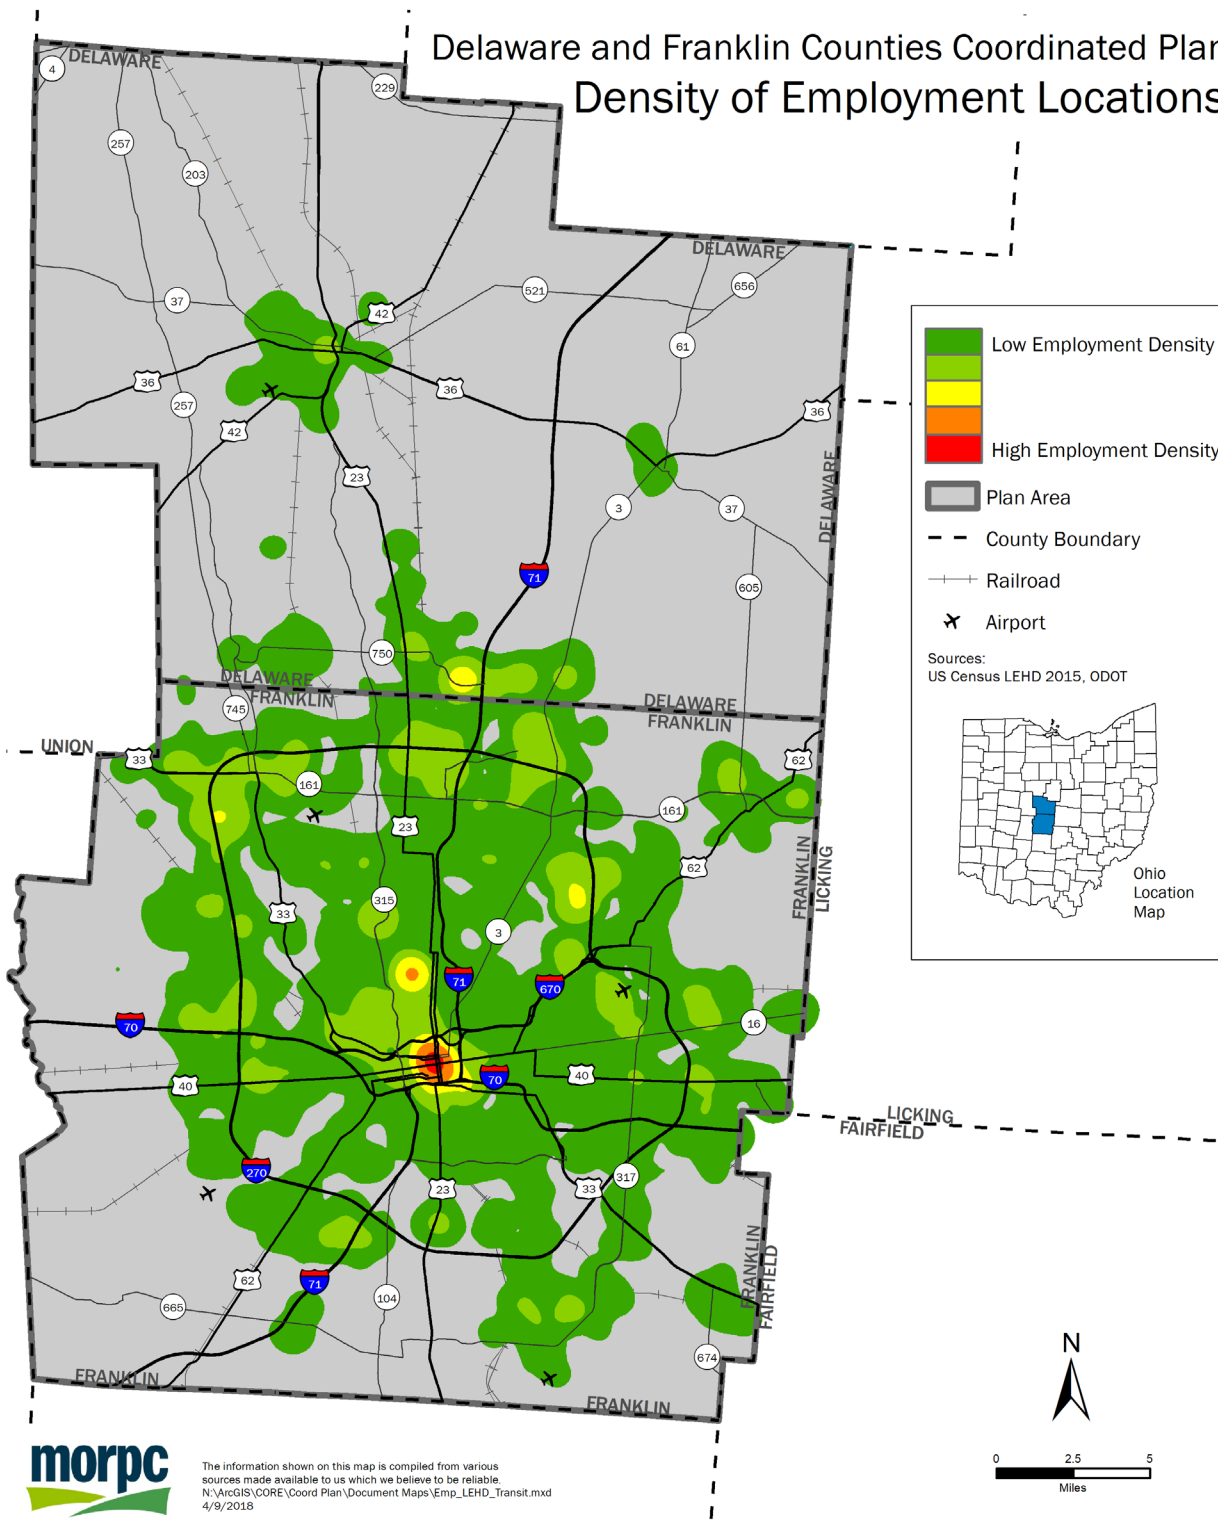 Delaware and Franklin Counties Coordinated Plan
Density of Employment Locations
DELAWARE
4
229
257
203
DELAWARE
656
37
521
42
61
36
36
36
257
42
23
DELAWARE
3
37
71
605
750
DELAWARE
FRANKLIN
DELAWARE
FRANKLIN
745
UNION
33
62
161
161
23
62
FRANKLIN
LICKING
315
33
3
71
670
70
16
70
40
40
LICKING
FAIRFIELD
270
23
33
317
FRANKLIN
FAIRFIELD
62
71
104
665
674
FRANKLIN
FRANKLIN
Low Employment Density
High Employment Density
Plan Area
County Boundary
Railroad
Airport
Sources:
US Census LEHD 2015, ODOT
Ohio
Location
Map
N
0 2.5 5
Miles
morpc
The information shown on this map is compiled from various
sources made available to us which we believe to be reliable.
N:\ArcGIS\CORE\Coord Plan\Document Maps\Emp_LEHD_Transit.mxd
4/9/2018